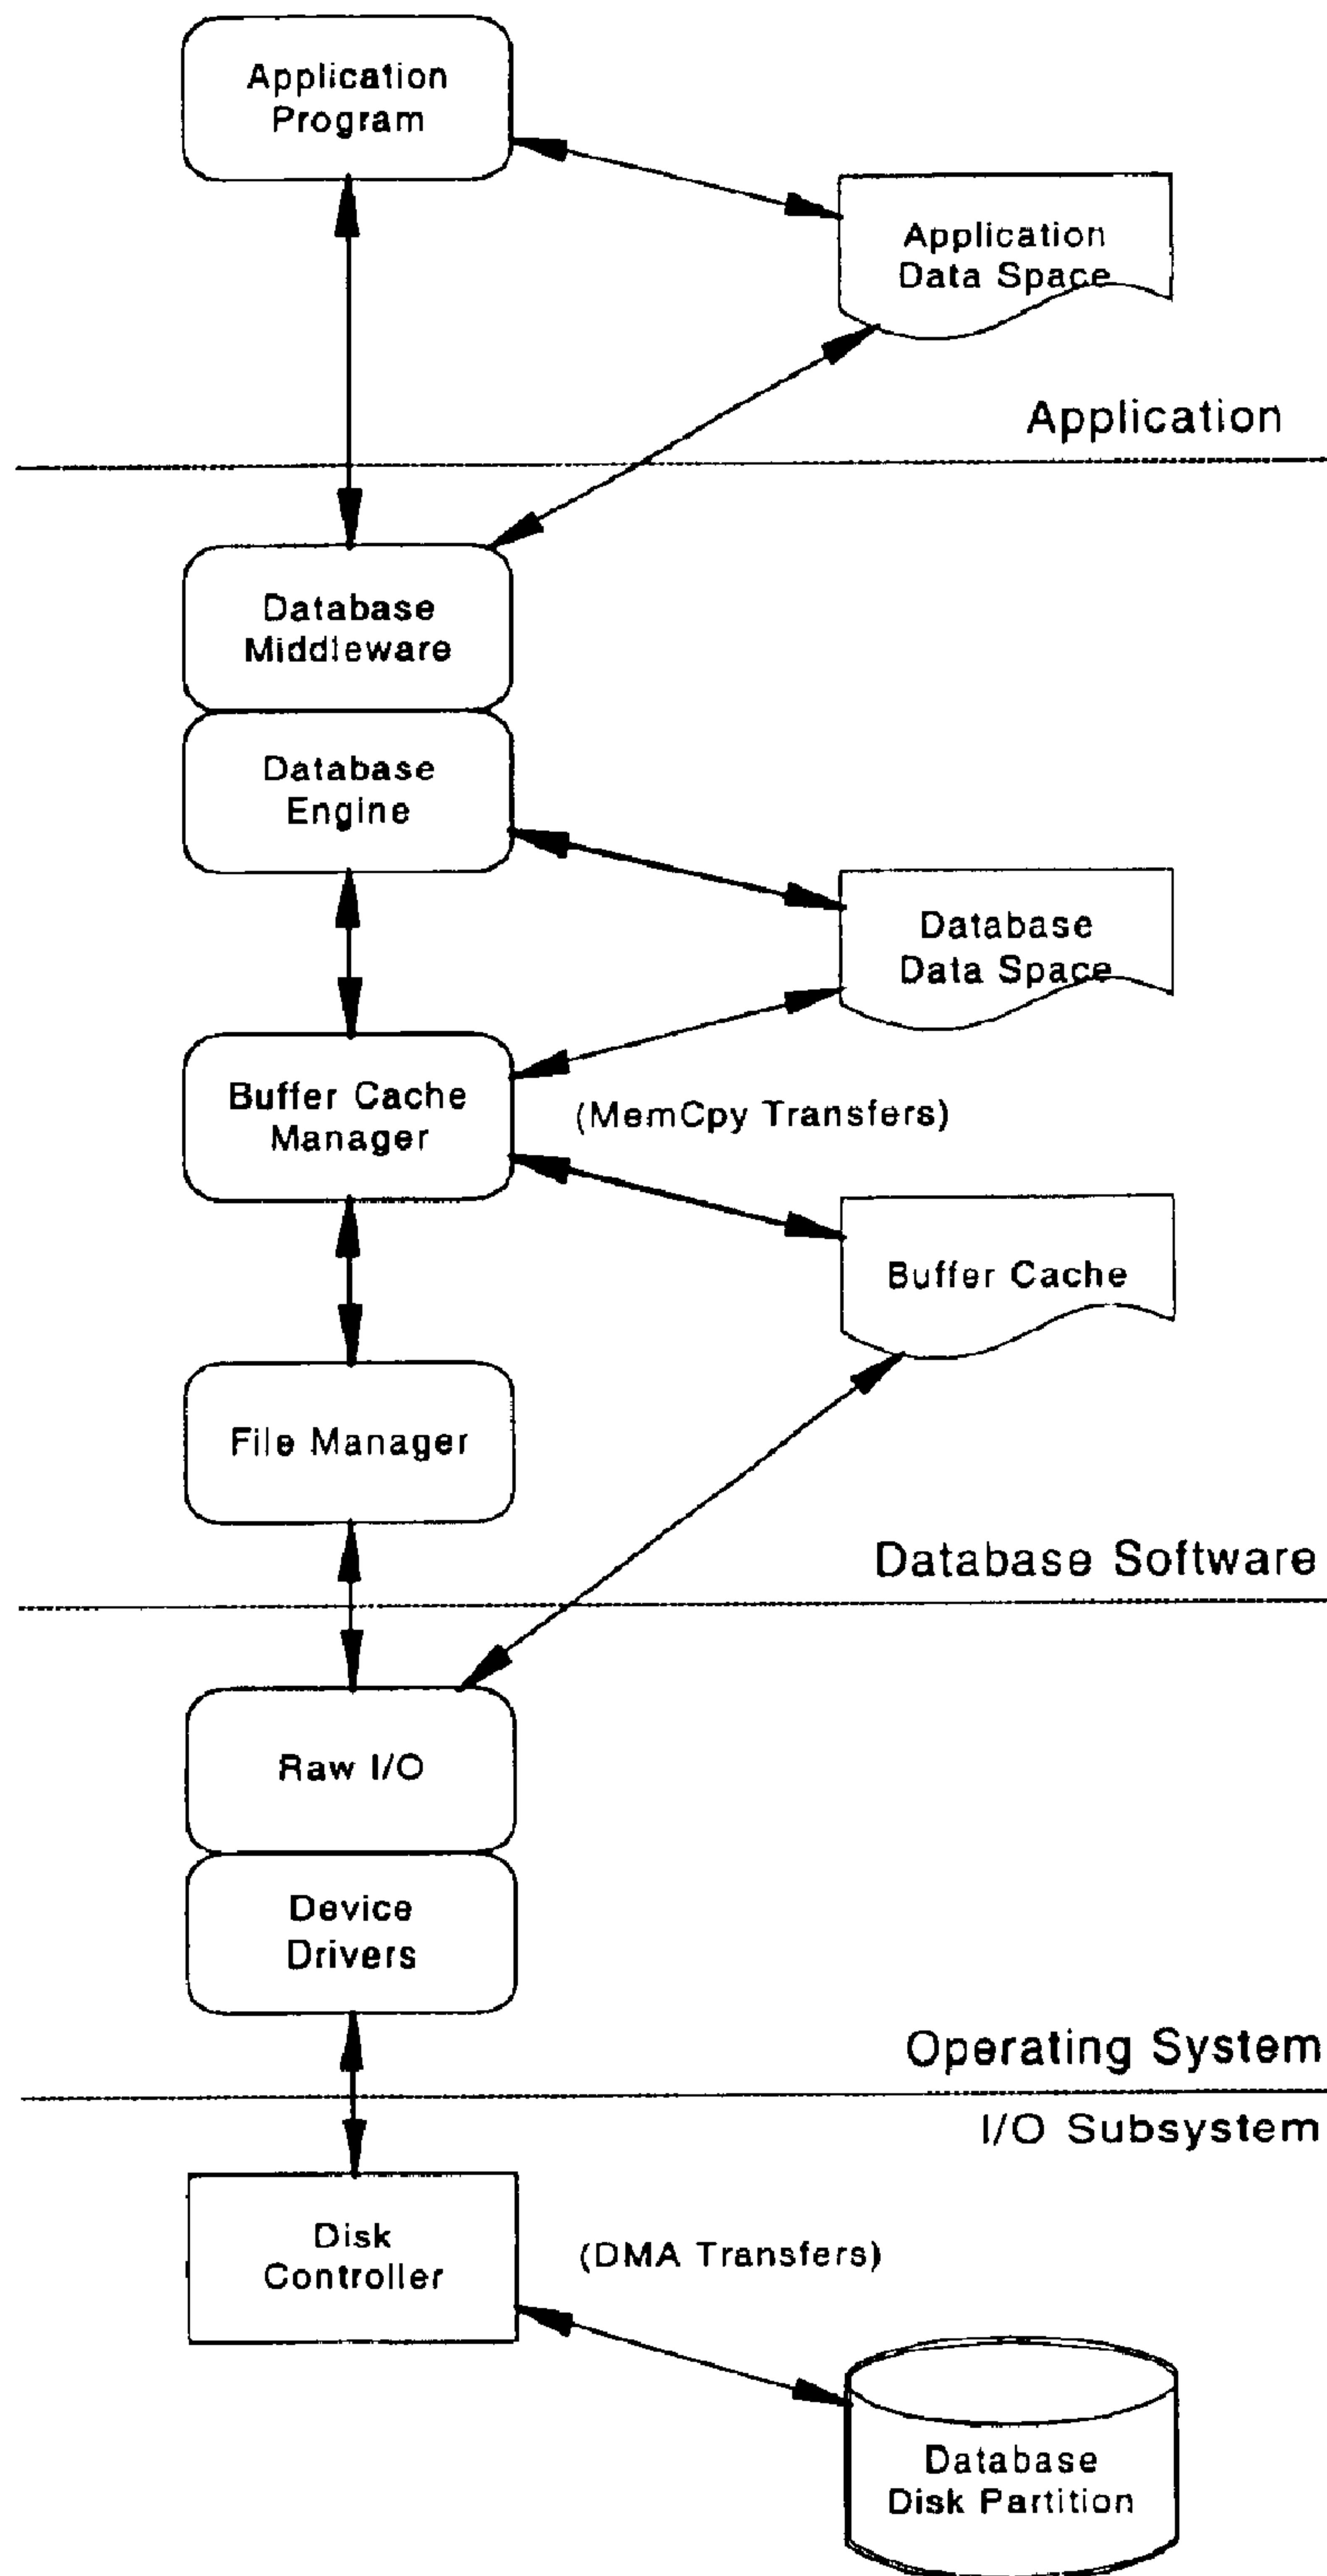 Application
Program
Application
Data Space
Application
Database
Middleware
Database
Engine
Database
Data Space
Buffer Cache
Manager
(MemCpy Transfers)
Buffer Cache
File Manager
Database Software
Raw I/O
Device
Drivers
Operating System
I/O Subsystem
Disk
Controller
(DMA Transfers)
Database
Disk Partition